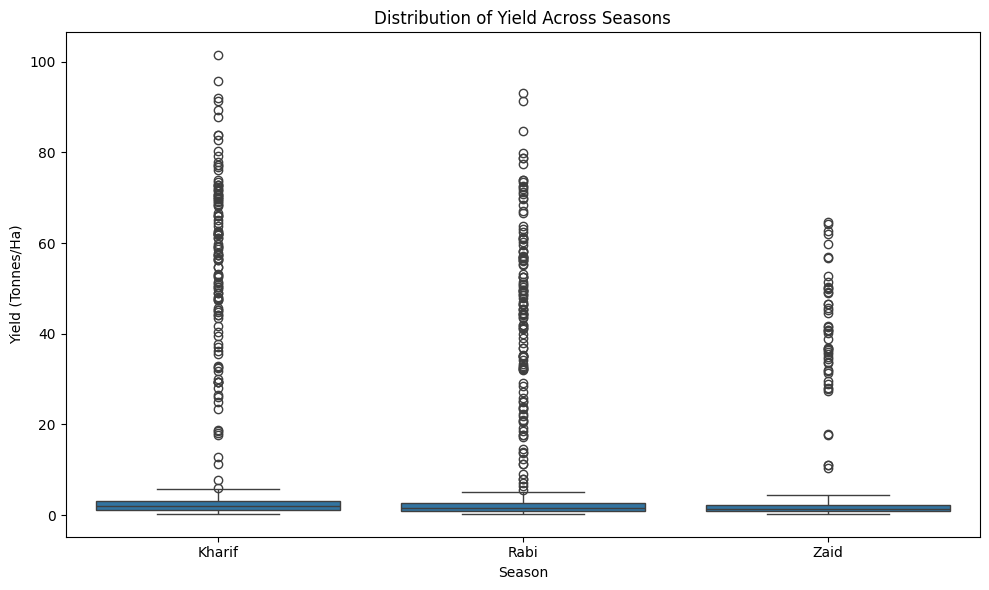 Distribution of Yield Across Seasons
100
80
60
40
20
0
Yield (Tonnes/Ha)
Kharif Rabi Zaid
Season